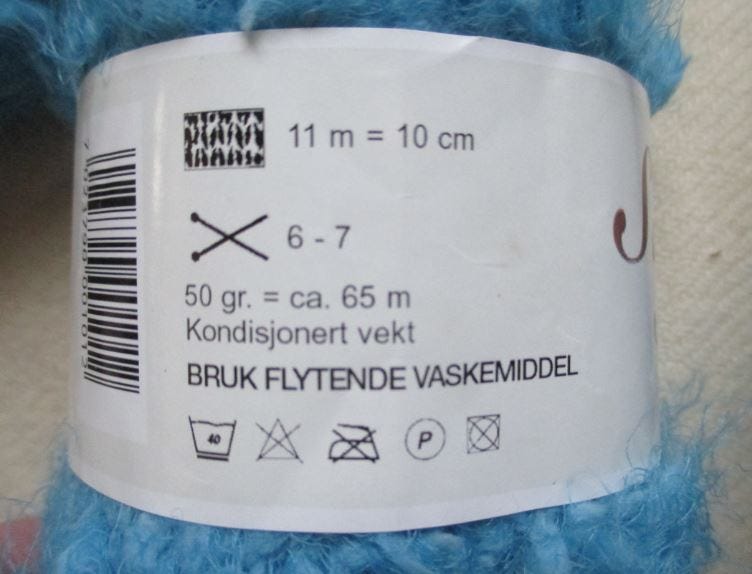 11 m = 10 cm
6 - 7
50 gr. = ca. 65 m
Kondisjonert vekt
BRUK FLYTENDE VASKEMIDDEL
40
P